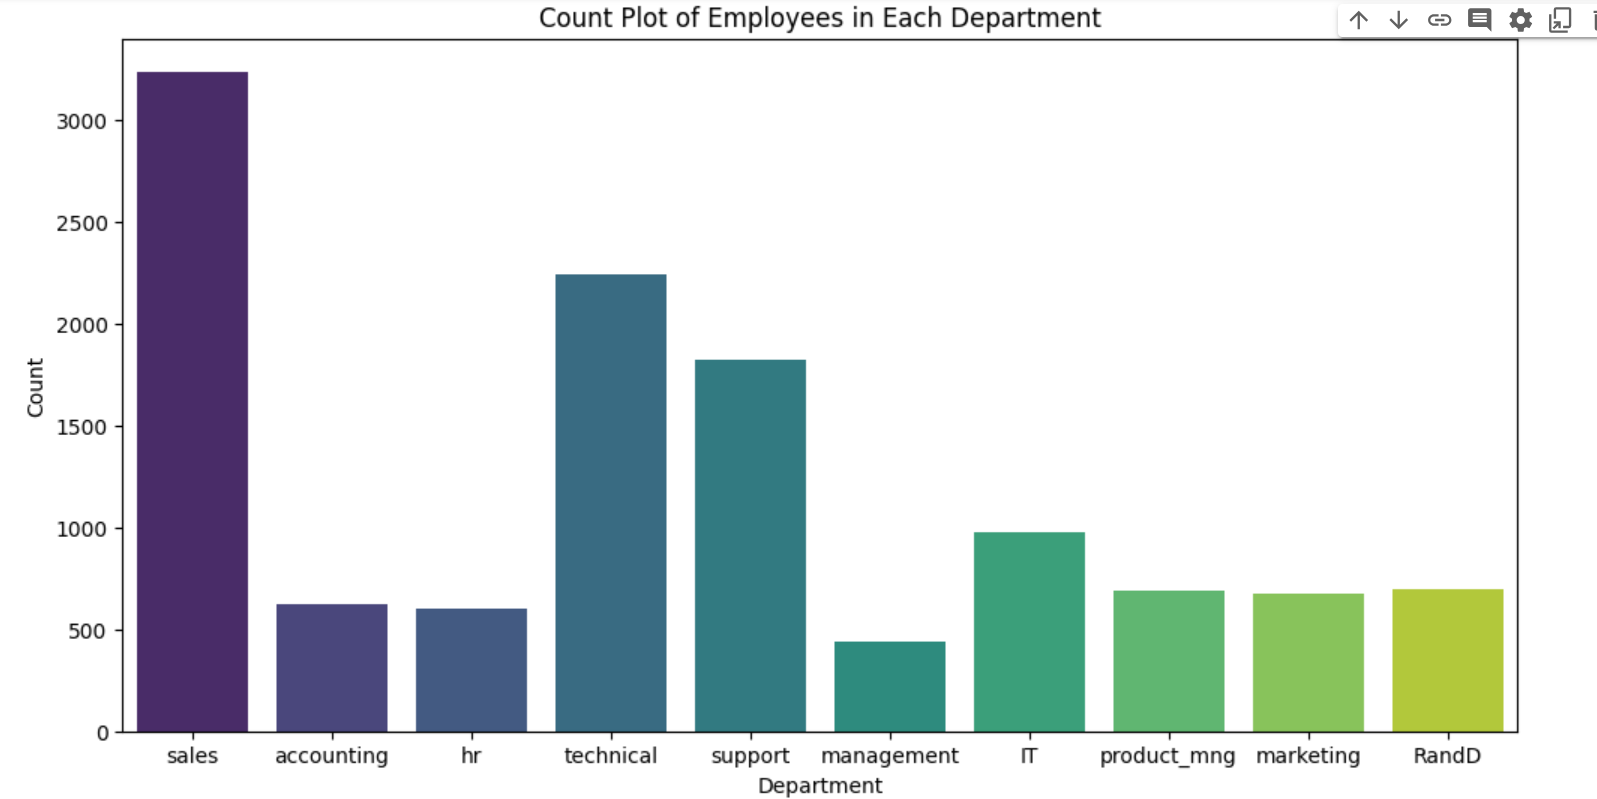 Count Plot of Employees in Each Department
3000
2500
2000
1500
1000
500
0
Count
sales accounting hr technical support management IT product_mng marketing RandD
Department